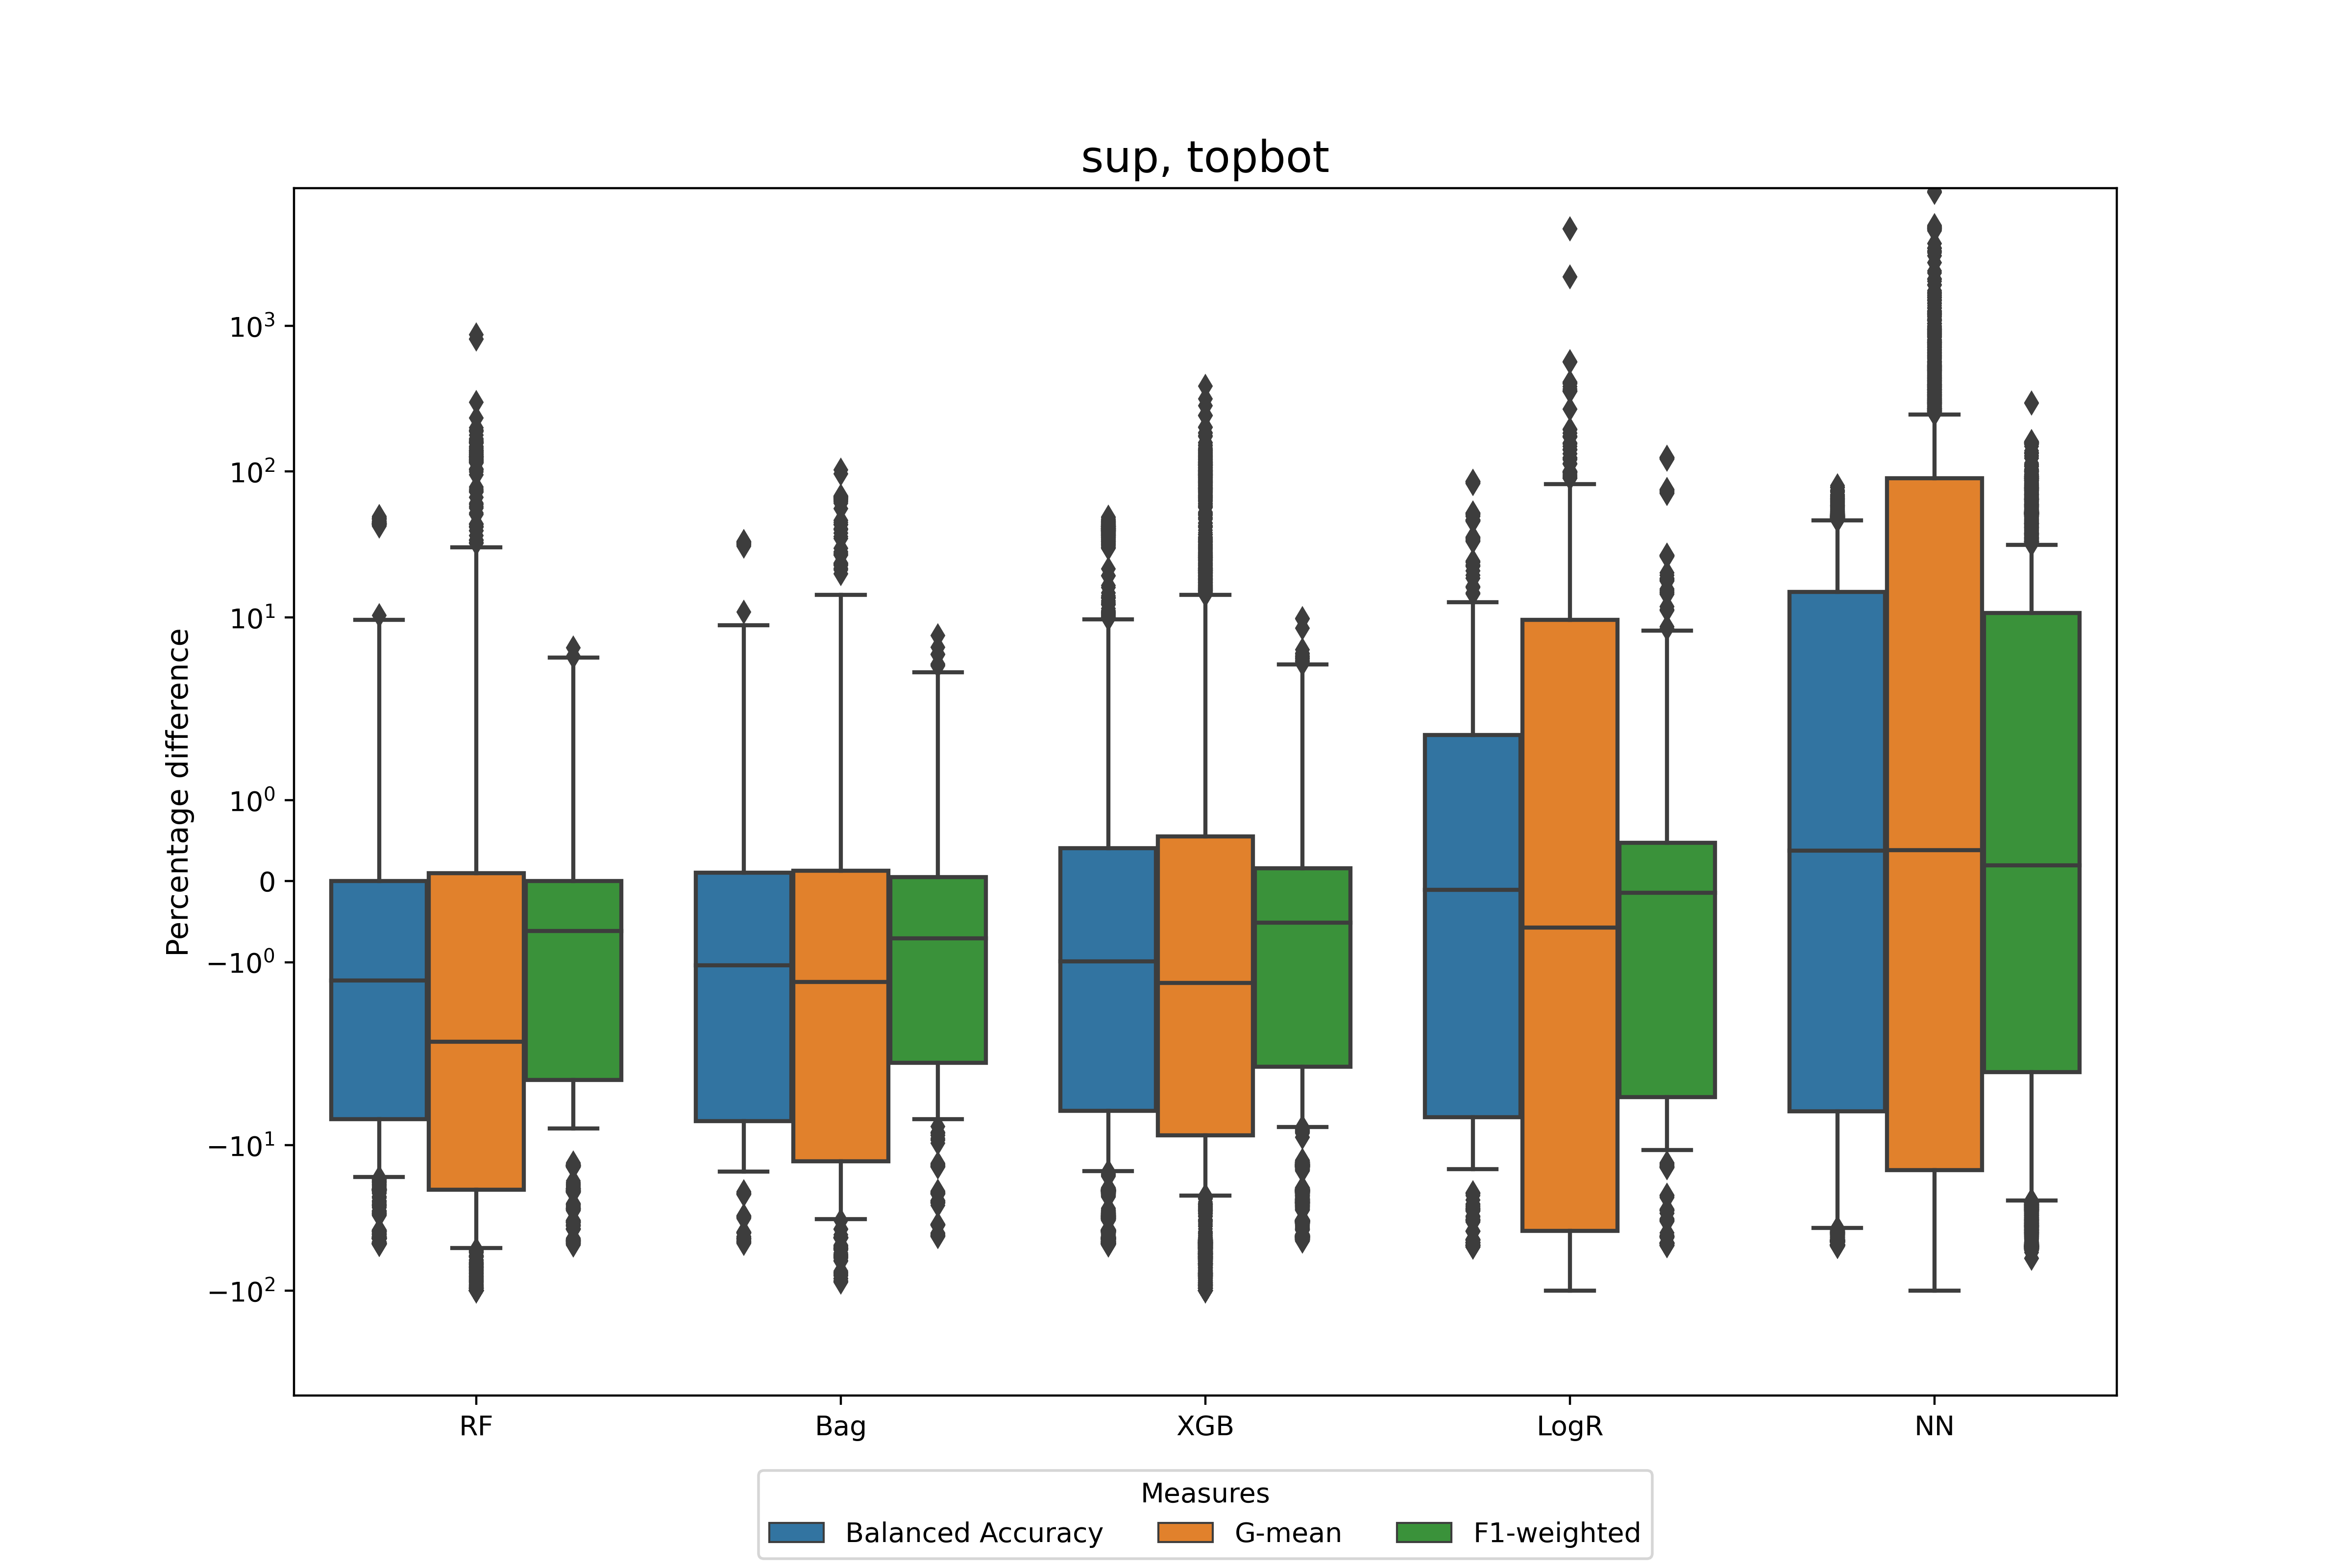 sup, topbot
Percentage difference
10³
10²
10¹
10⁰
0
−10⁰
−10¹
−10²
RF Bag XGB LogR NN
Measures
Balanced Accuracy G-mean F1-weighted